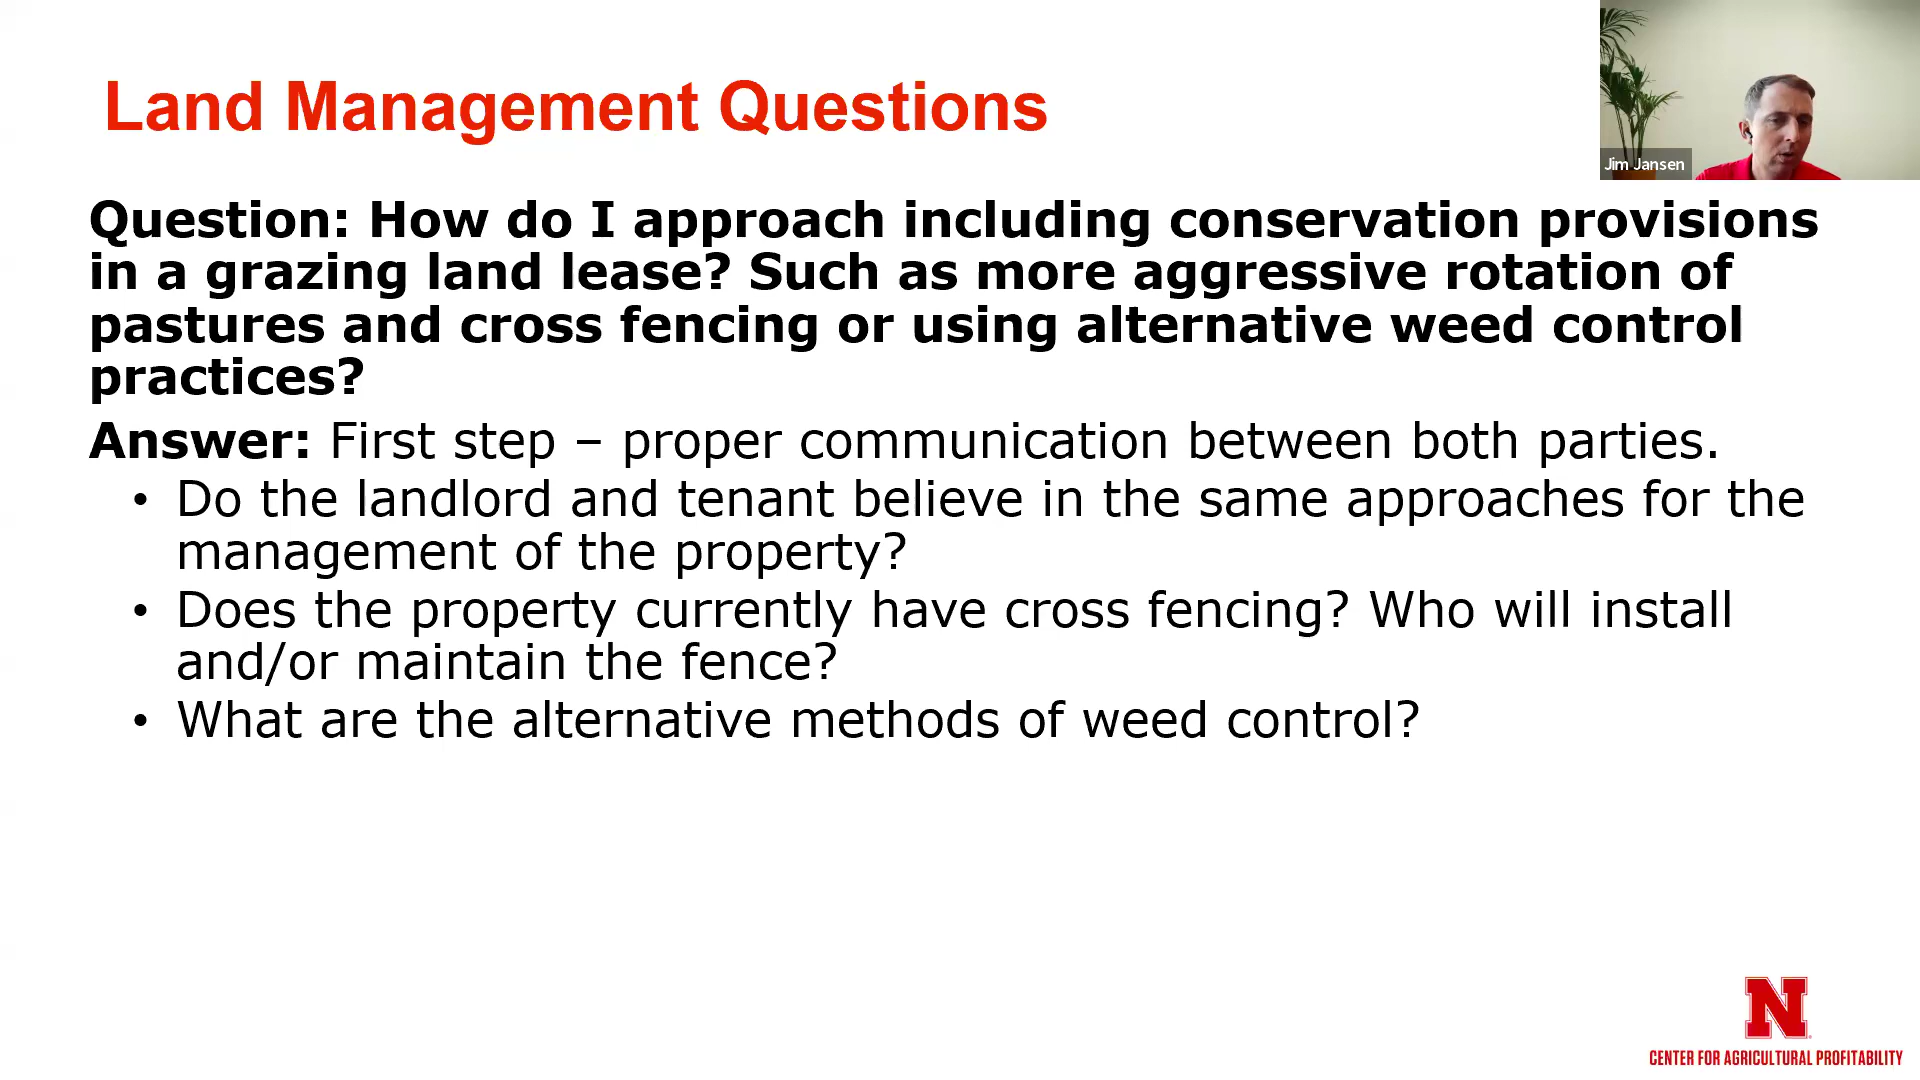 Land Management Questions
Jim Jansen
Question: How do I approach including conservation provisions
in a grazing land lease? Such as more aggressive rotation of
pastures and cross fencing or using alternative weed control
practices?
Answer: First step – proper communication between both parties.
• Do the landlord and tenant believe in the same approaches for the
management of the property?
• Does the property currently have cross fencing? Who will install
and/or maintain the fence?
• What are the alternative methods of weed control?
N
CENTER FOR AGRICULTURAL PROFITABILITY